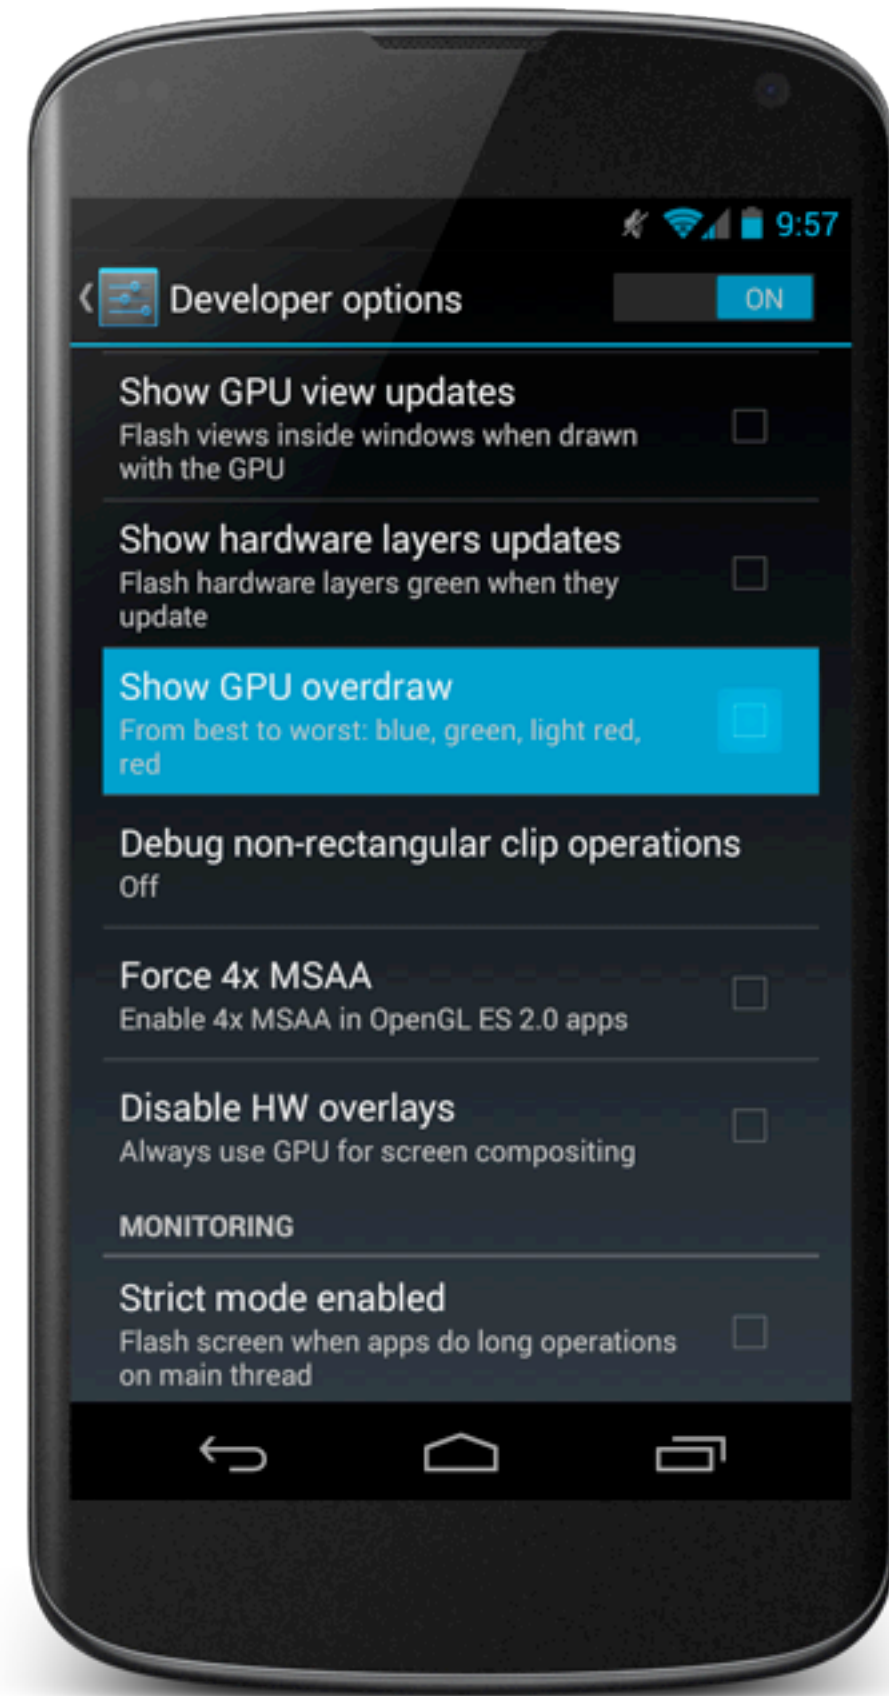 9:57
Developer options
ON
Show GPU view updates
Flash views inside windows when drawn
with the GPU
Show hardware layers updates
Flash hardware layers green when they
update
Show GPU overdraw
From best to worst: blue, green, light red,
red
Debug non-rectangular clip operations
Off
Force 4x MSAA
Enable 4x MSAA in OpenGL ES 2.0 apps
Disable HW overlays
Always use GPU for screen compositing
MONITORING
Strict mode enabled
Flash screen when apps do long operations
on main thread